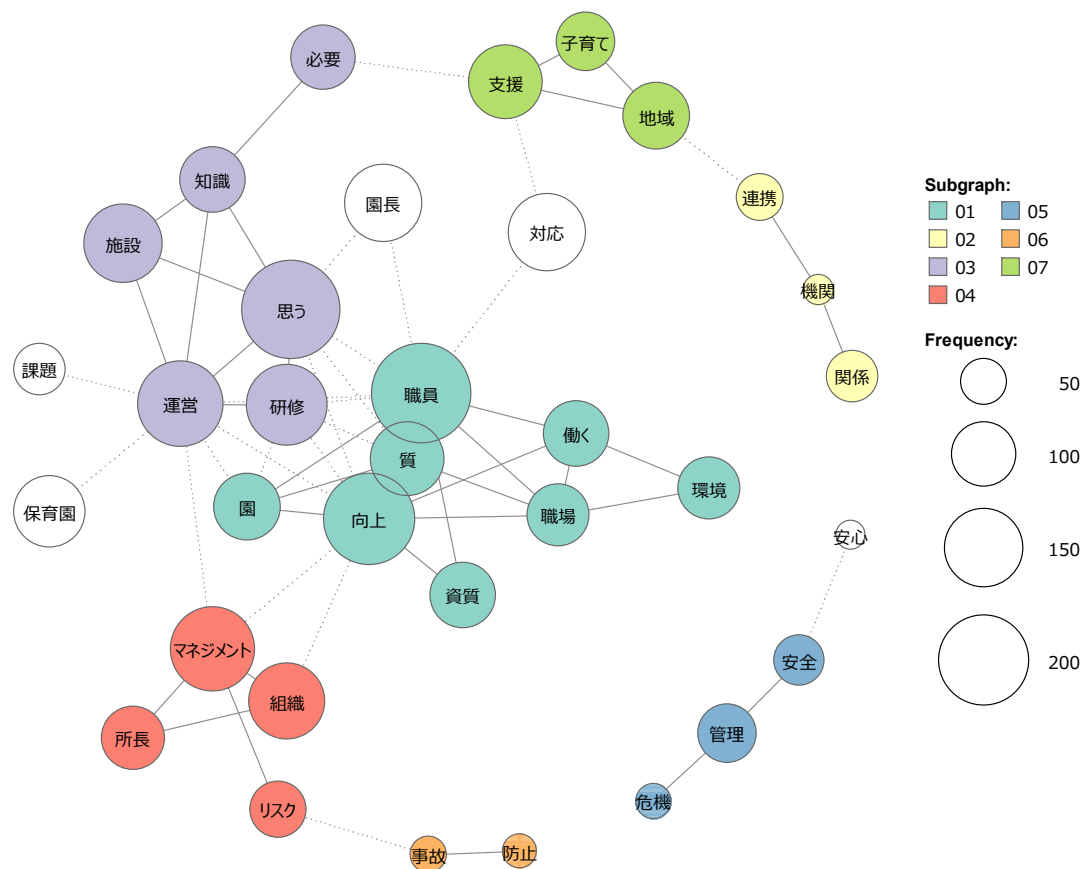 必要
子育て
支援
地域
知識
園長
連携
施設
対応
機関
思う
課題
運営
研修
職員
関係
働く
質
保育園
園
向上
職場
環境
安心
資質
マネジメント
組織
安全
所長
管理
リスク
危機
事故
防止
Subgraph:
01 05
02 06
03 07
04
Frequency:
50
100
150
200